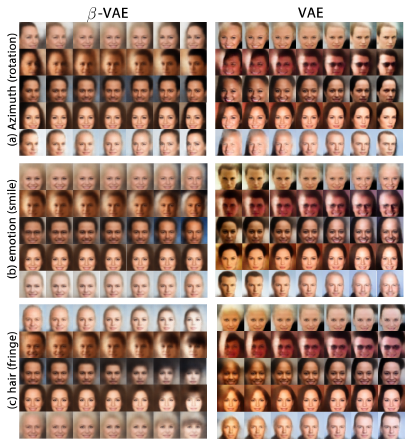 β-VAE
VAE
(a) Azimuth (rotation)
(b) emotion (smile)
(c) hair (fringe)